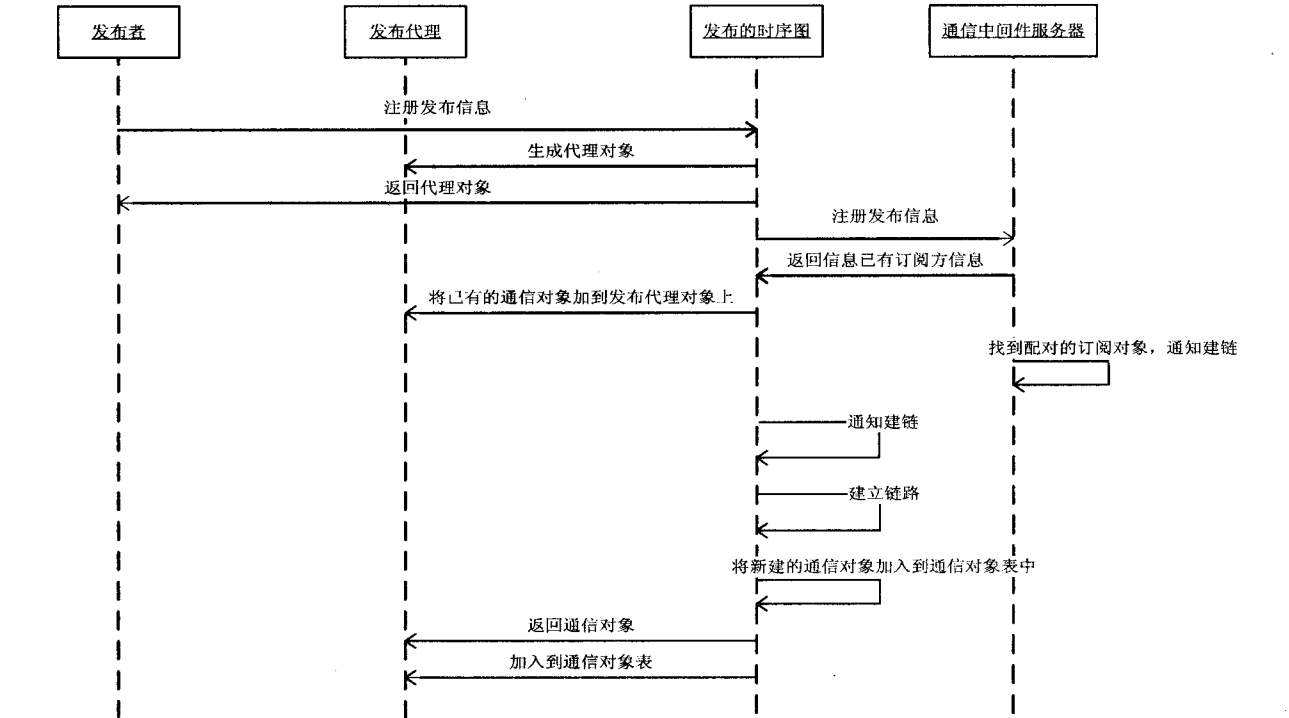 发布者
发布代理
发布的时序图
通信中间件服务器
注册发布信息
生成代理对象
返回代理对象
注册发布信息
返回信息已有订阅方信息
将已有的通信对象加到发布代理对象上
找到配对的订阅对象，通知建链
通知建链
建立链路
将新建的通信对象加入到通信对象表中
返回通信对象
加入到通信对象表